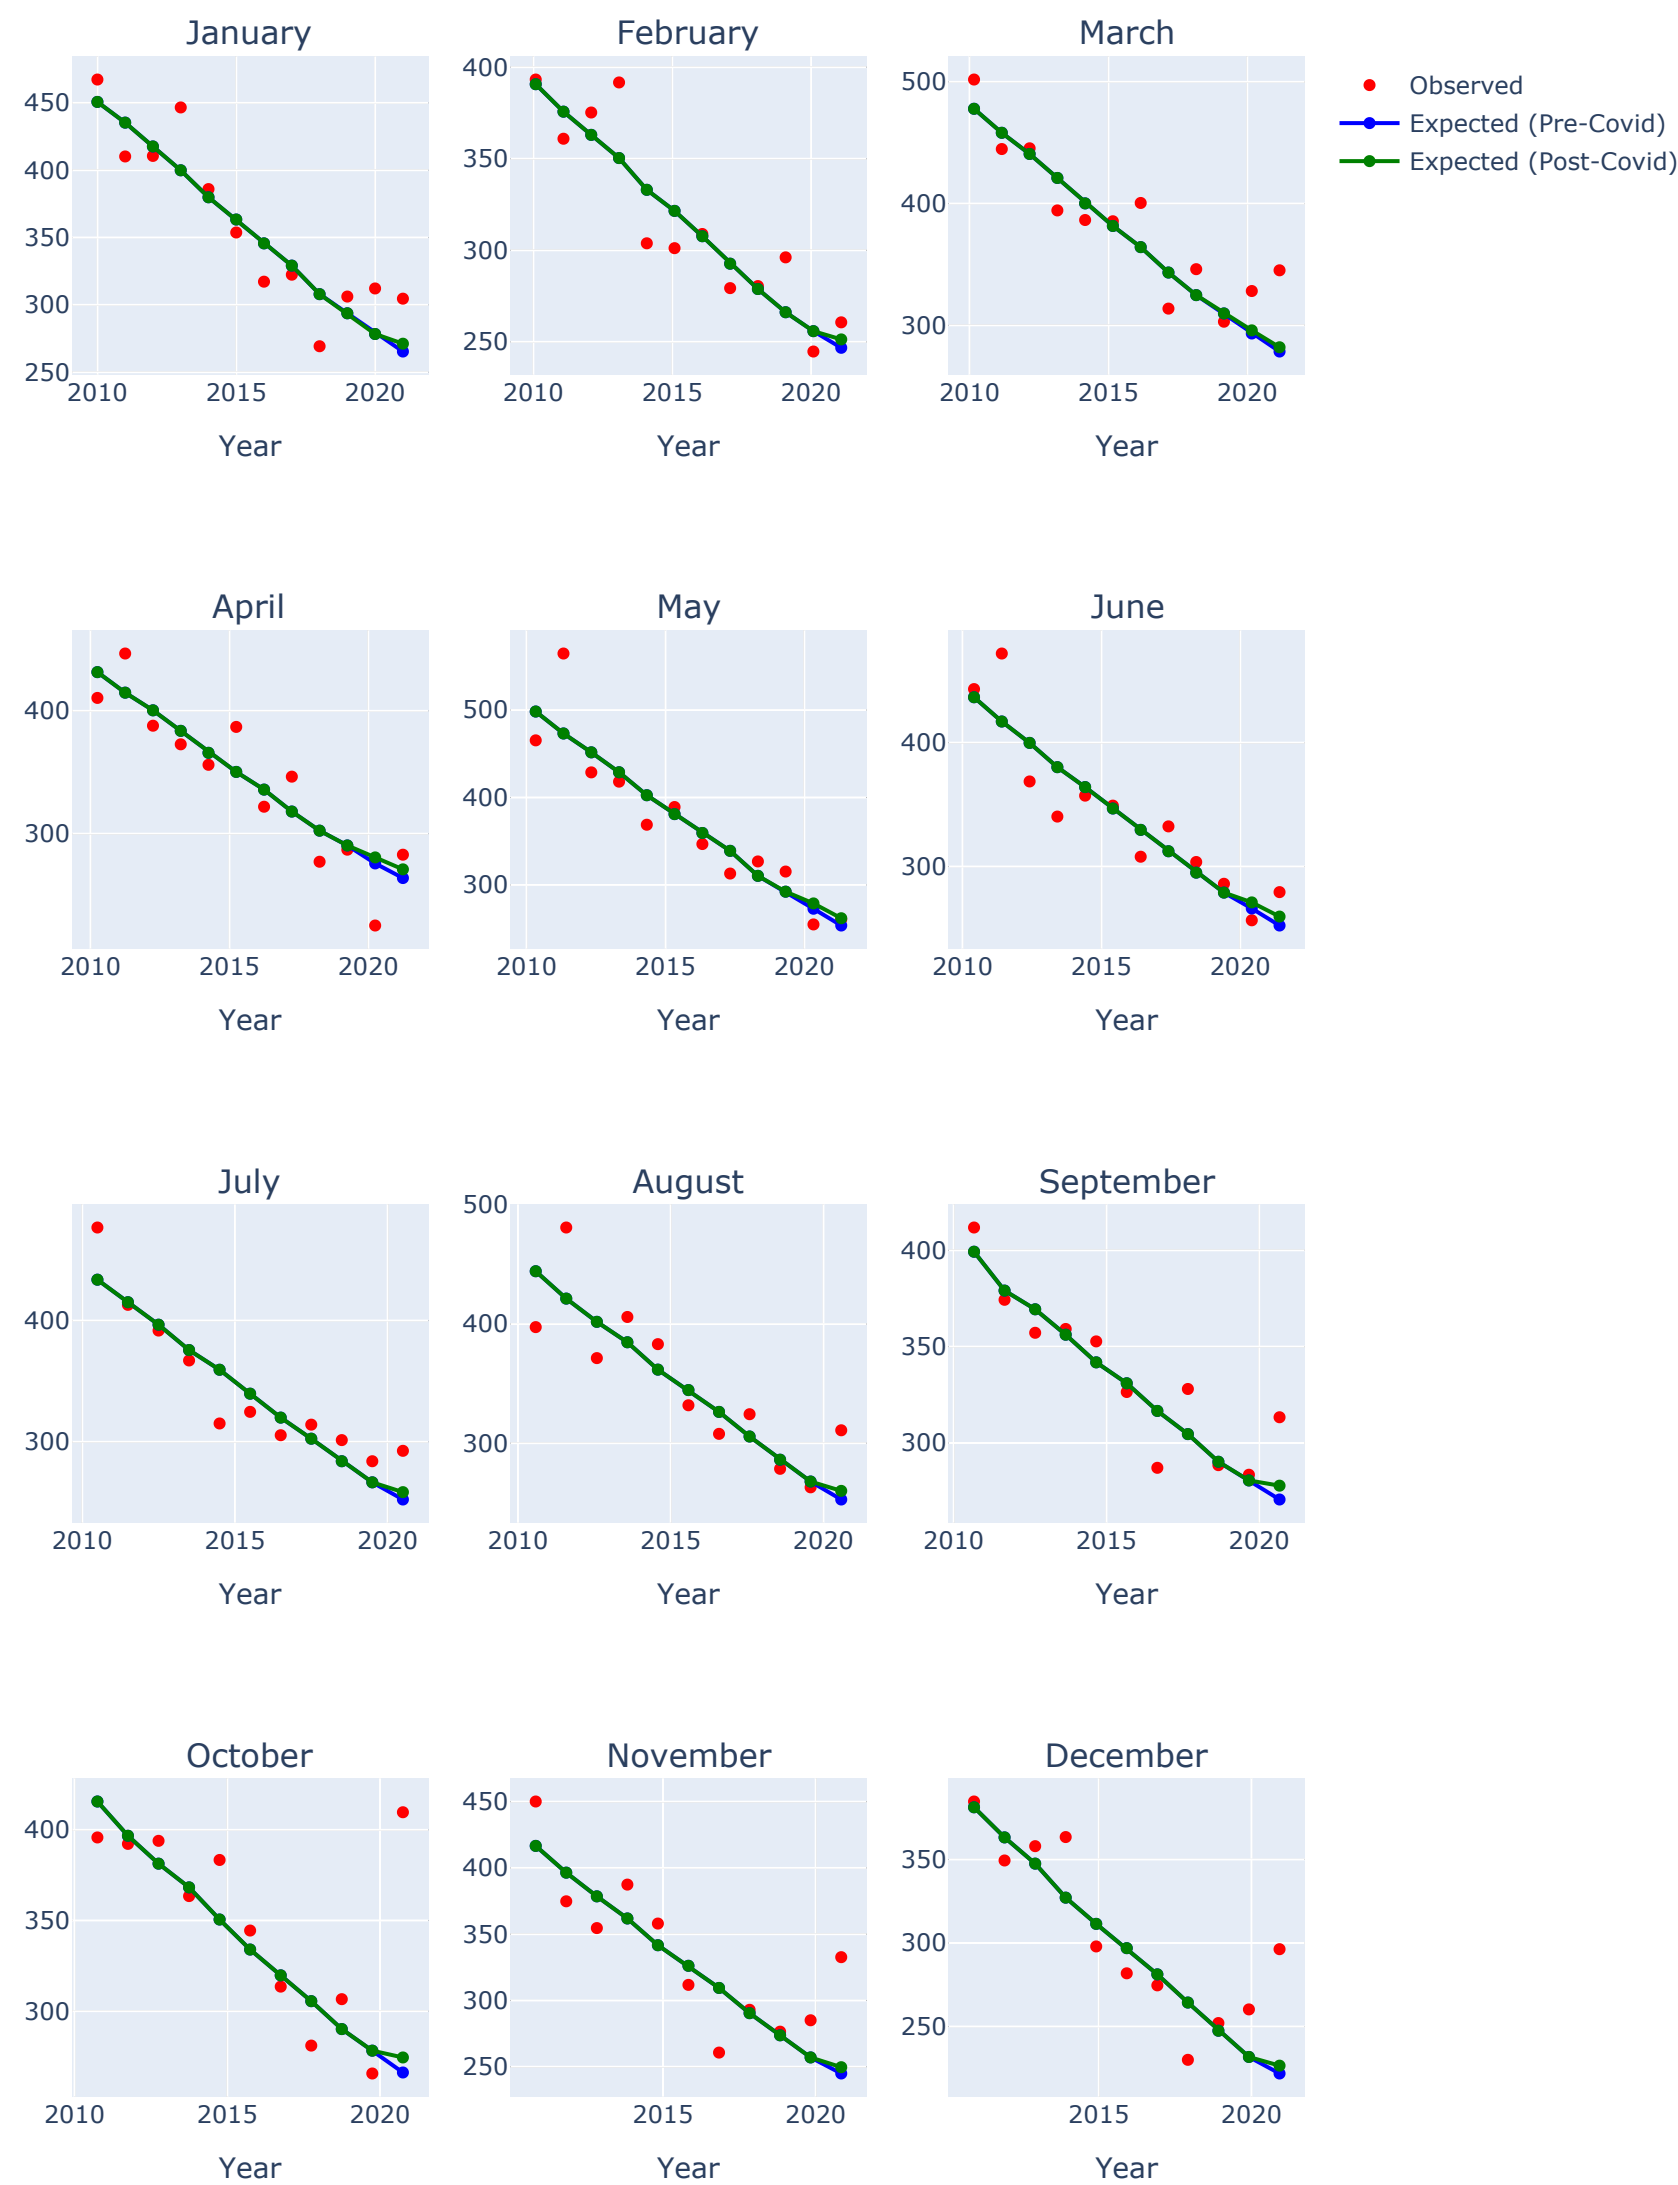 January
February
March
450
400
350
300
250
2010 2015 2020
Year
400
350
300
250
2010 2015 2020
Year
500
400
300
2010 2015 2020
Year
Observed
Expected (Pre-Covid)
Expected (Post-Covid)
April
May
June
400
300
2010 2015 2020
Year
500
400
300
2010 2015 2020
Year
400
300
2010 2015 2020
Year
July
August
September
400
300
2010 2015 2020
Year
500
400
300
2010 2015 2020
Year
400
350
300
2010 2015 2020
Year
October
November
December
400
350
300
2010 2015 2020
Year
450
400
350
300
250
2015 2020
Year
350
300
250
2015 2020
Year